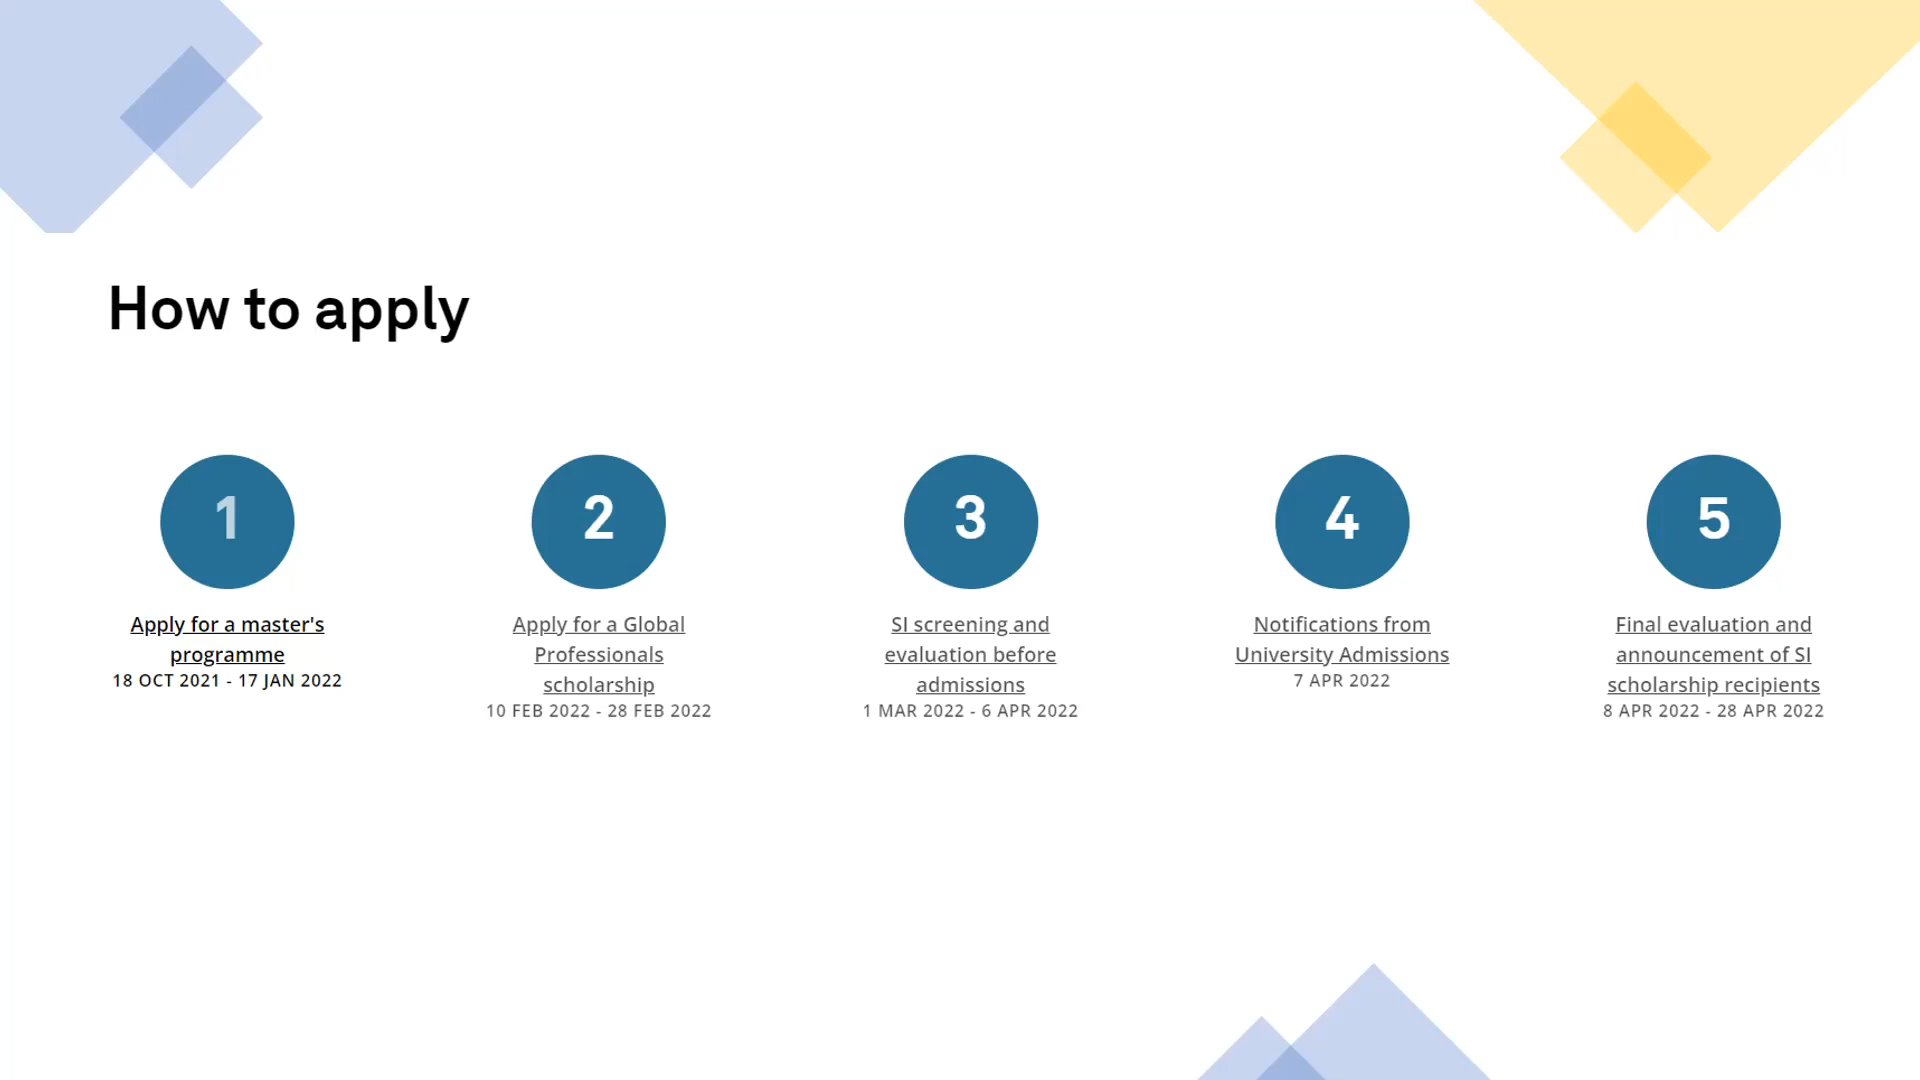 How to apply
1
Apply for a master's
programme
18 OCT 2021 - 17 JAN 2022
2
Apply for a Global
Professionals
scholarship
10 FEB 2022 - 28 FEB 2022
3
SI screening and
evaluation before
admissions
1 MAR 2022 - 6 APR 2022
4
Notifications from
University Admissions
7 APR 2022
5
Final evaluation and
announcement of SI
scholarship recipients
8 APR 2022 - 28 APR 2022